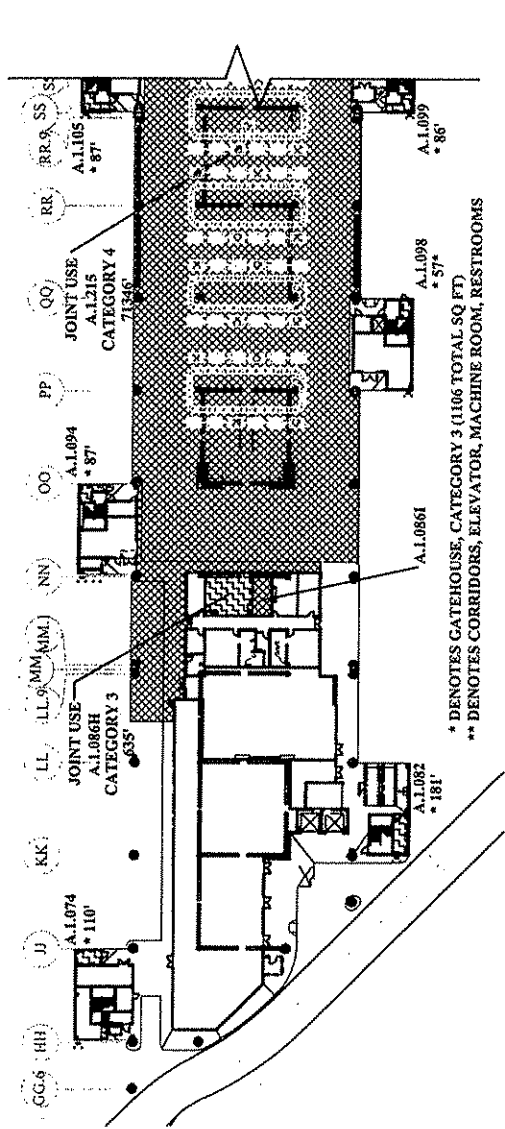 GG.6
HH
JJ
KK
LL
LL.9
MM
MM.1
NN
OO
PP
QQ
RR
RR.9
SS
A.1.074
* 110'
JOINT USE
A.1.086H
CATEGORY 3
635'
A.1.094
* 87'
JOINT USE
A.1.215
CATEGORY 4
71346'
A.1.105
* 87'
A.1.082
* 181'
A.1.086I
A.1.098
* 57*
A.1.099
* 86'
* DENOTES GATEHOUSE, CATEGORY 3 (1106 TOTAL SQ FT)
** DENOTES CORRIDORS, ELEVATOR, MACHINE ROOM, RESTROOMS